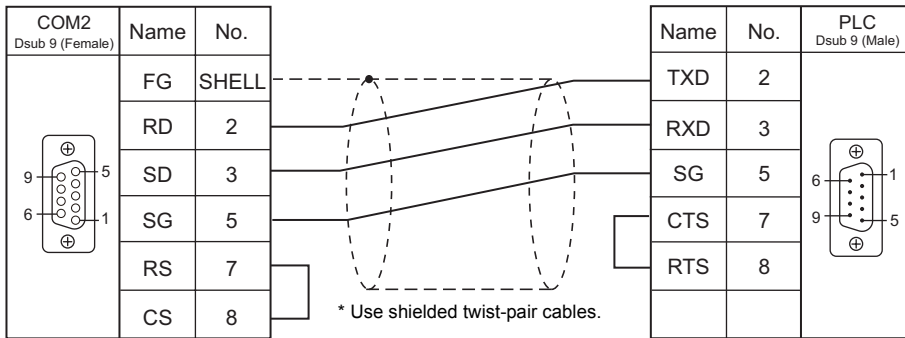 COM2
Dsub 9 (Female)
Name No.
FG SHELL
RD 2
SD 3
SG 5
RS 7
CS 8
9 5
6 1
* Use shielded twist-pair cables.
Name No.
PLC
Dsub 9 (Male)
TXD 2
RXD 3
SG 5
CTS 7
RTS 8
6 1
9 5